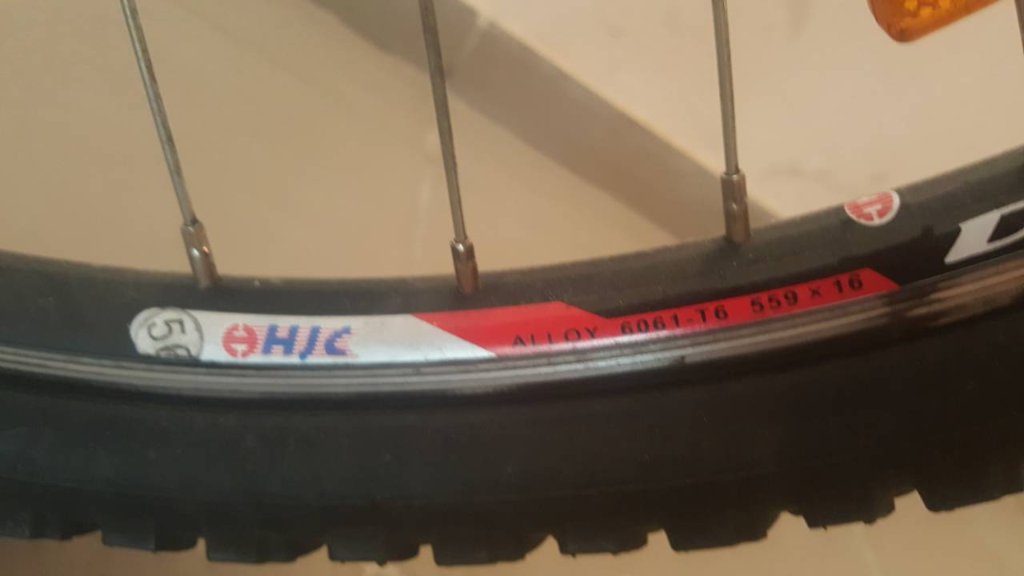 HJC ALLOY 6061-T6 559 x 16